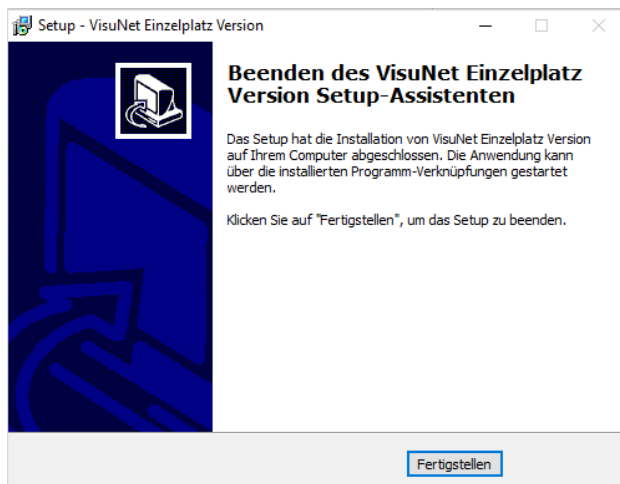 Setup - VisuNet Einzelplatz Version
Beenden des VisuNet Einzelplatz
Version Setup-Assistenten
Das Setup hat die Installation von VisuNet Einzelplatz Version
auf Ihrem Computer abgeschlossen. Die Anwendung kann
über die installierten Programm-Verknüpfungen gestartet
werden.
Klicken Sie auf "Fertigstellen", um das Setup zu beenden.
Fertigstellen